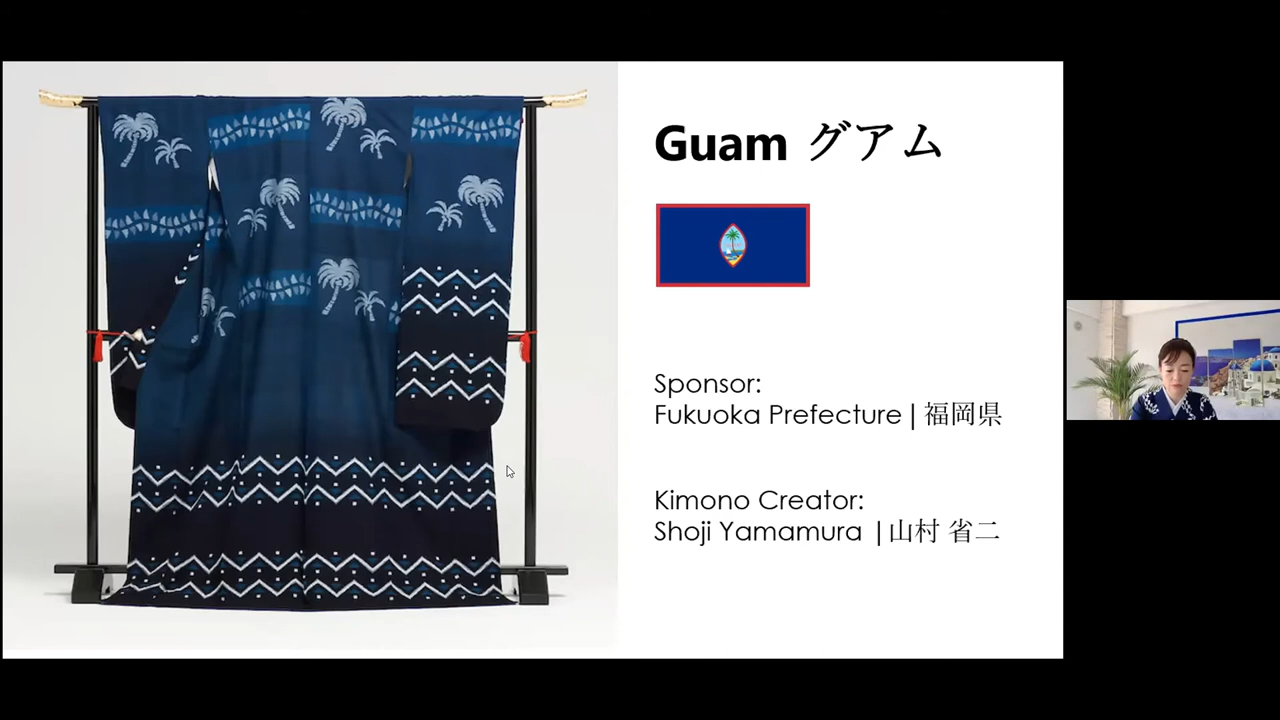 Guam グアム
Sponsor:
Fukuoka Prefecture | 福岡県
Kimono Creator:
Shoji Yamamura | 山村 省二